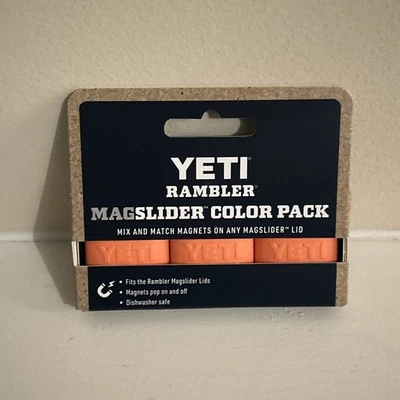 YETI
RAMBLER
MAGSLIDER™ COLOR PACK
MIX AND MATCH MAGNETS ON ANY MAGSLIDER™ LID
YETI YETI YETI
• Fits the Rambler Magslider Lids
• Magnets pop on and off
• Dishwasher safe